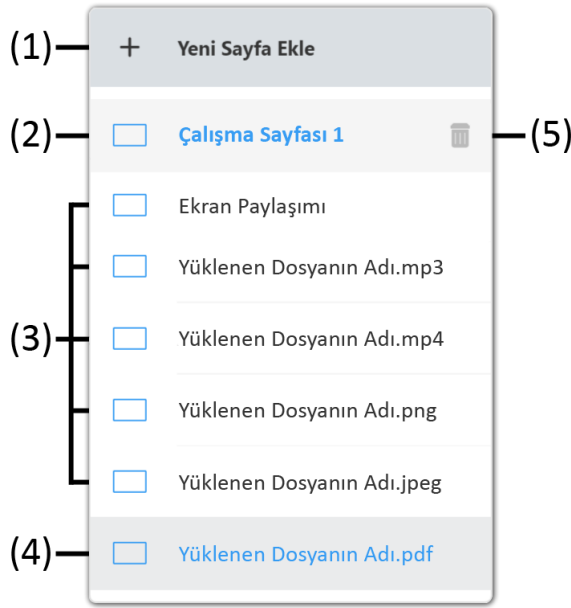 (1) + Yeni Sayfa Ekle
(2) Çalışma Sayfası 1 (5)
Ekran Paylaşımı
Yüklenen Dosyanın Adı.mp3
(3) Yüklenen Dosyanın Adı.mp4
Yüklenen Dosyanın Adı.png
Yüklenen Dosyanın Adı.jpeg
(4) Yüklenen Dosyanın Adı.pdf